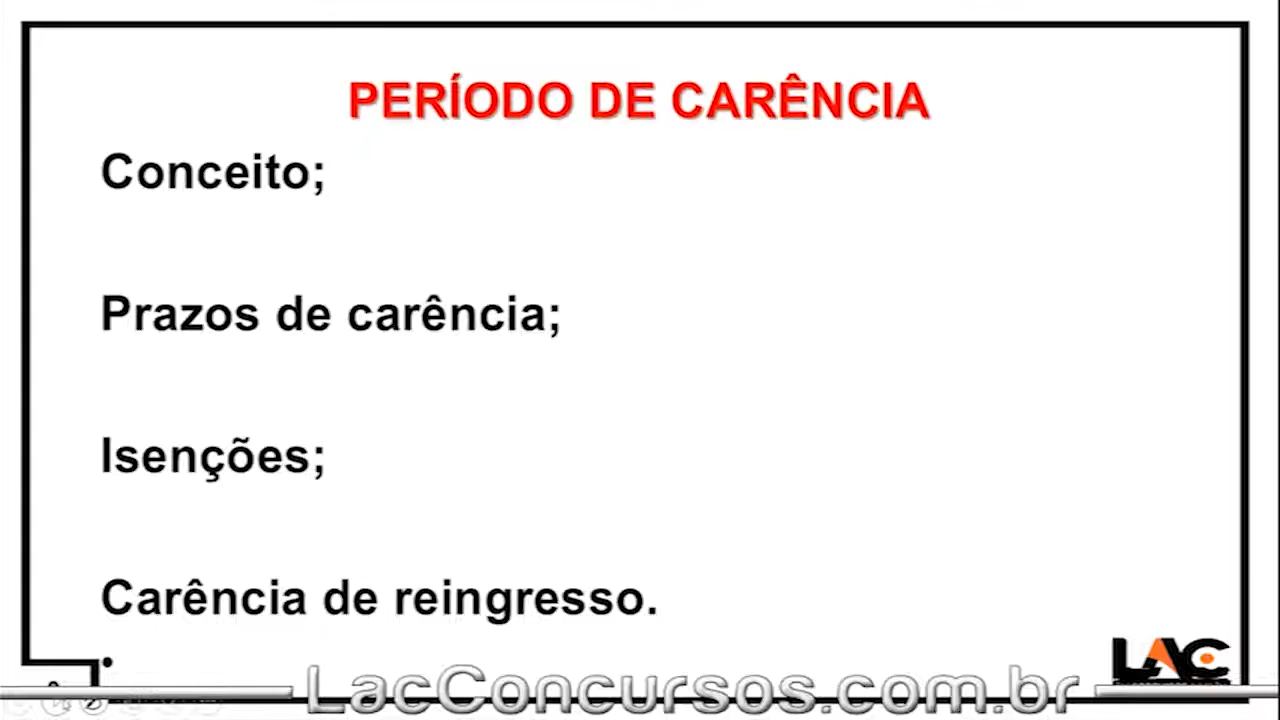 PERÍODO DE CARÊNCIA
Conceito;
Prazos de carência;
Isenções;
Carência de reingresso.
LAC
LacConcursos.com.br